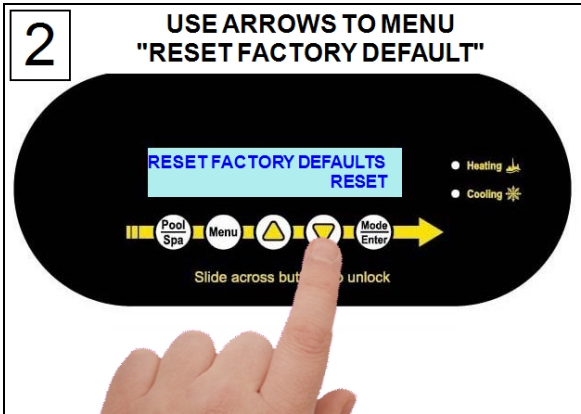 2
USE ARROWS TO MENU
"RESET FACTORY DEFAULT"
RESET FACTORY DEFAULTS
RESET
Heating
Cooling
Pool
Spa
Menu
Mode
Enter
Slide across but o unlock